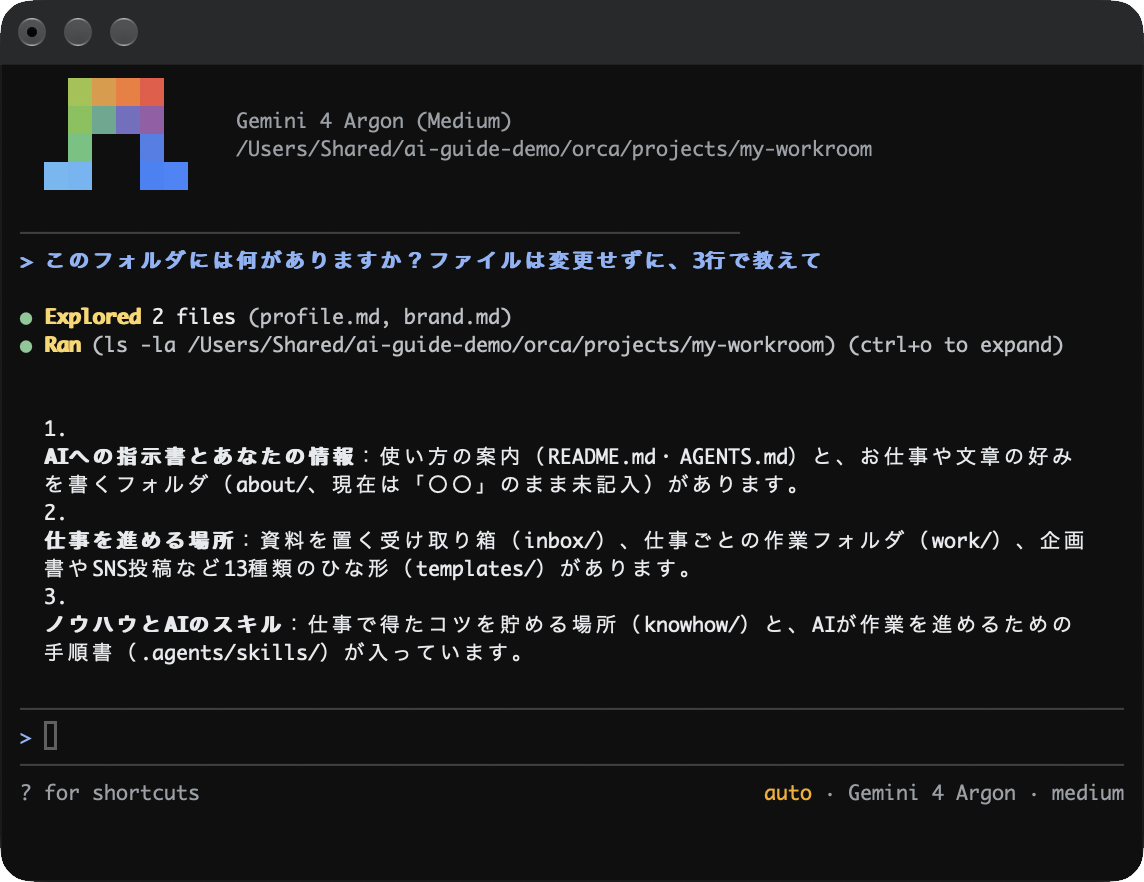 Gemini 4 Argon (Medium)
/Users/Shared/ai-guide-demo/orca/projects/my-workroom
> このフォルダには何がありますか？ファイルは変更せずに、3行で教えて
● Explored 2 files (profile.md, brand.md)
● Ran (ls -la /Users/Shared/ai-guide-demo/orca/projects/my-workroom) (ctrl+o to expand)
1.
AIへの指示書とあなたの情報：使い方の案内（README.md・AGENTS.md）と、お仕事や文章の好み
を書くフォルダ（about/、現在は「〇〇」のまま未記入）があります。
2.
仕事を進める場所：資料を置く受け取り箱（inbox/）、仕事ごとの作業フォルダ（work/）、企画
書やSNS投稿など13種類のひな形（templates/）があります。
3.
ノウハウとAIのスキル：仕事で得たコツを貯める場所（knowhow/）と、AIが作業を進めるための
手順書（.agents/skills/）が入っています。
>
? for shortcuts
auto · Gemini 4 Argon · medium